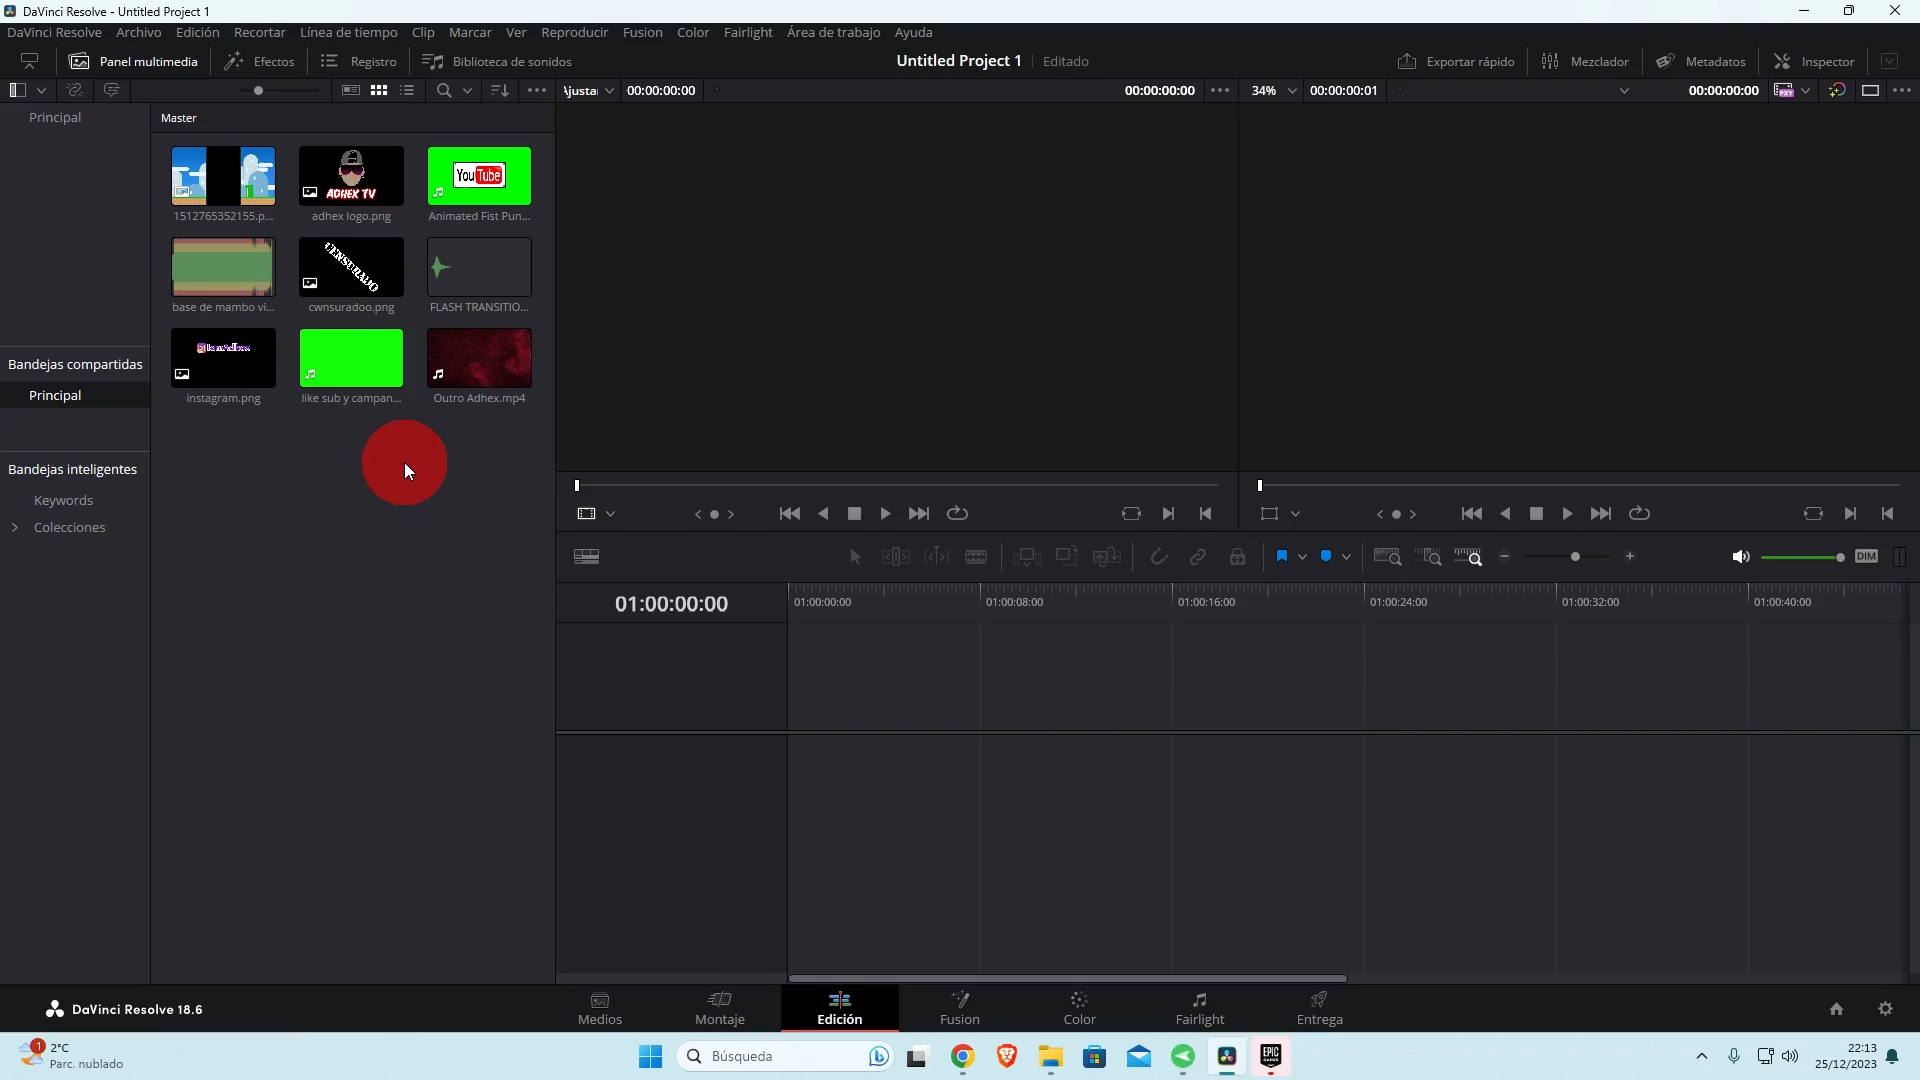 DaVinci Resolve - Untitled Project 1
DaVinci Resolve Archivo Edición Recortar Línea de tiempo Clip Marcar Ver Reproducir Fusion Color Fairlight Área de trabajo Ayuda
Panel multimedia Efectos Registro Biblioteca de sonidos Untitled Project 1 Editado Exportar rápido Mezclador Metadatos Inspector
Ajustar 00:00:00:00 00:00:00:00 34% 00:00:00:01 00:00:00:00 PXY
Principal
Master
ADHEX TV
You Tube
1512765352155.p... adhex logo.png Animated Fist Pun...
CENSURADO
base de mambo vi... cwnsuradoo.png FLASH TRANSITIO...
IamAdhex
instagram.png like sub y campan... Outro Adhex.mp4
Bandejas compartidas
Principal
Bandejas inteligentes
Keywords
Colecciones
DIM
01:00:00:00
01:00:00:00 01:00:08:00 01:00:16:00 01:00:24:00 01:00:32:00 01:00:40:00
DaVinci Resolve 18.6
Medios Montaje Edición Fusion Color Fairlight Entrega
1
2°C
Parc. nublado
Búsqueda
EPIC
GAMES
22:13
25/12/2023